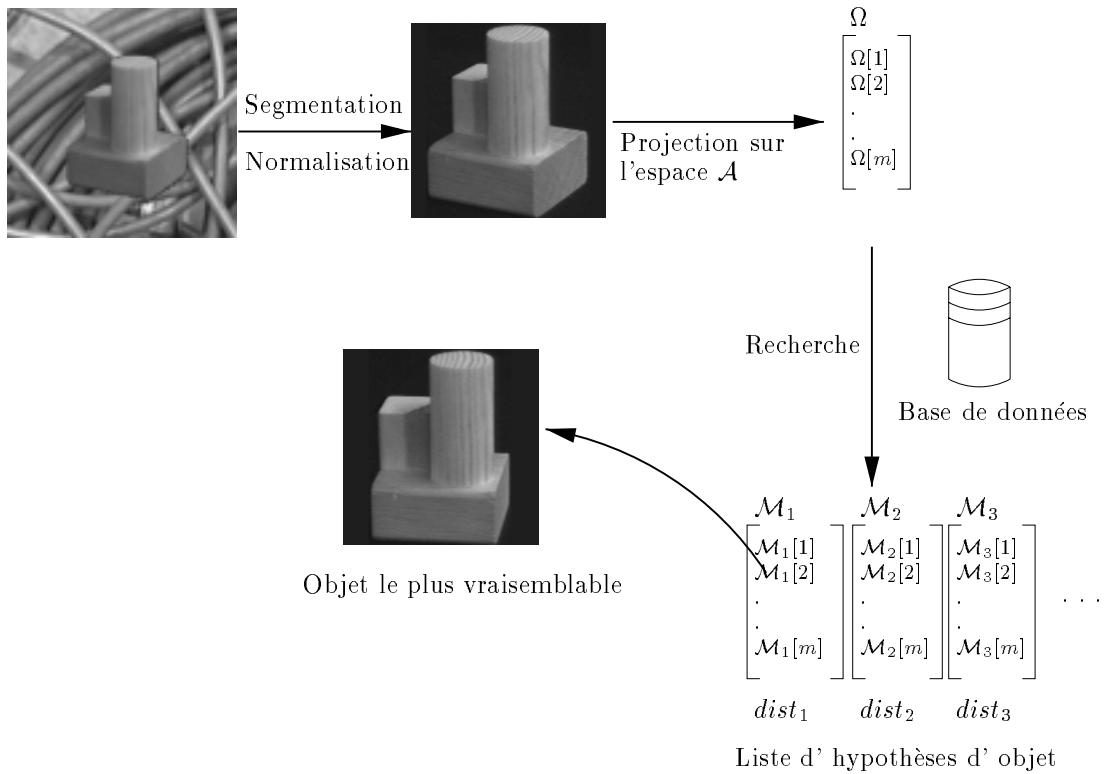 Ω
Ω[1]
Ω[2]
.
.
Ω[m]
Segmentation
Normalisation
Projection sur
l'espace 𝒜
Recherche
Base de données
Objet le plus vraisemblable
ℳ₁ ℳ₂ ℳ₃
ℳ₁[1] ℳ₂[1] ℳ₃[1]
ℳ₁[2] ℳ₂[2] ℳ₃[2]
. . . . . .
. . .
ℳ₁[m] ℳ₂[m] ℳ₃[m]
dist₁ dist₂ dist₃
Liste d' hypothèses d' objet